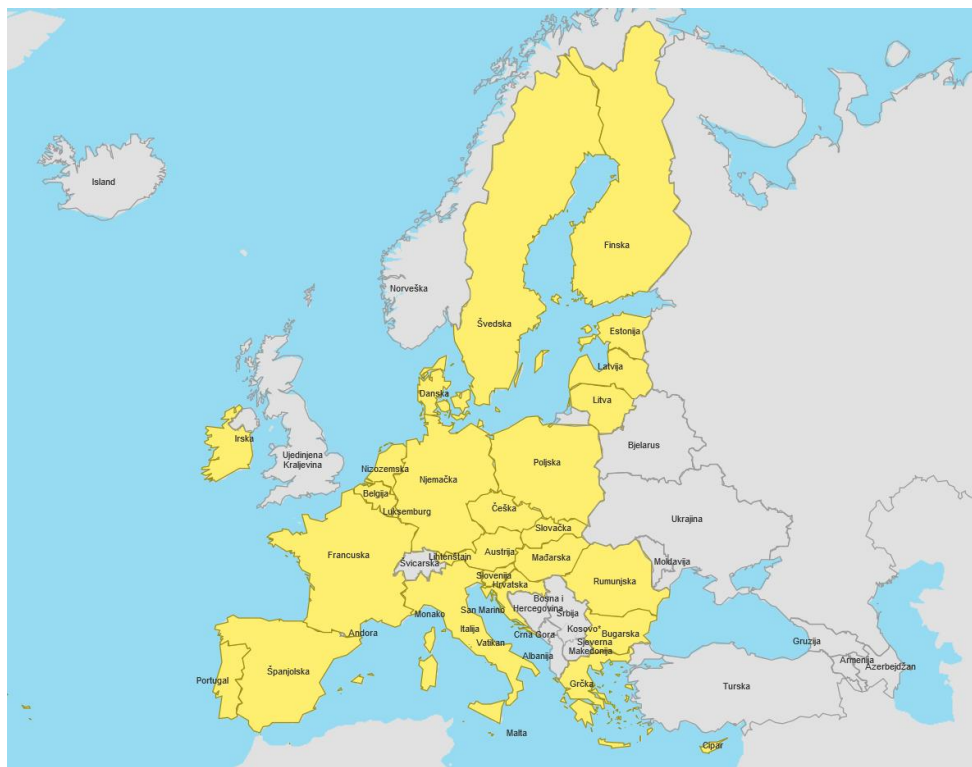 Island
Norveška
Finska
Švedska
Estonija
Latvija
Danska
Litva
Irska
Bjelarus
Ujedinjena
Kraljevina
Nizozemska
Poljska
Njemačka
Belgija
Luksemburg
Češka
Ukrajina
Slovačka
Francuska
Lihtenštajn
Austrija
Mađarska
Švicarska
Moldavija
Slovenija
Hrvatska
Rumunjska
Bosna i
Hercegovina
Monako
San Marino
Srbija
Italija
Kosovo*
Andora
Crna Gora
Bugarska
Vatikan
Sjeverna
Makedonija
Gruzija
Albanija
Armenija
Azerbejdžan
Španjolska
Portugal
Grčka
Turska
Malta
Cipar